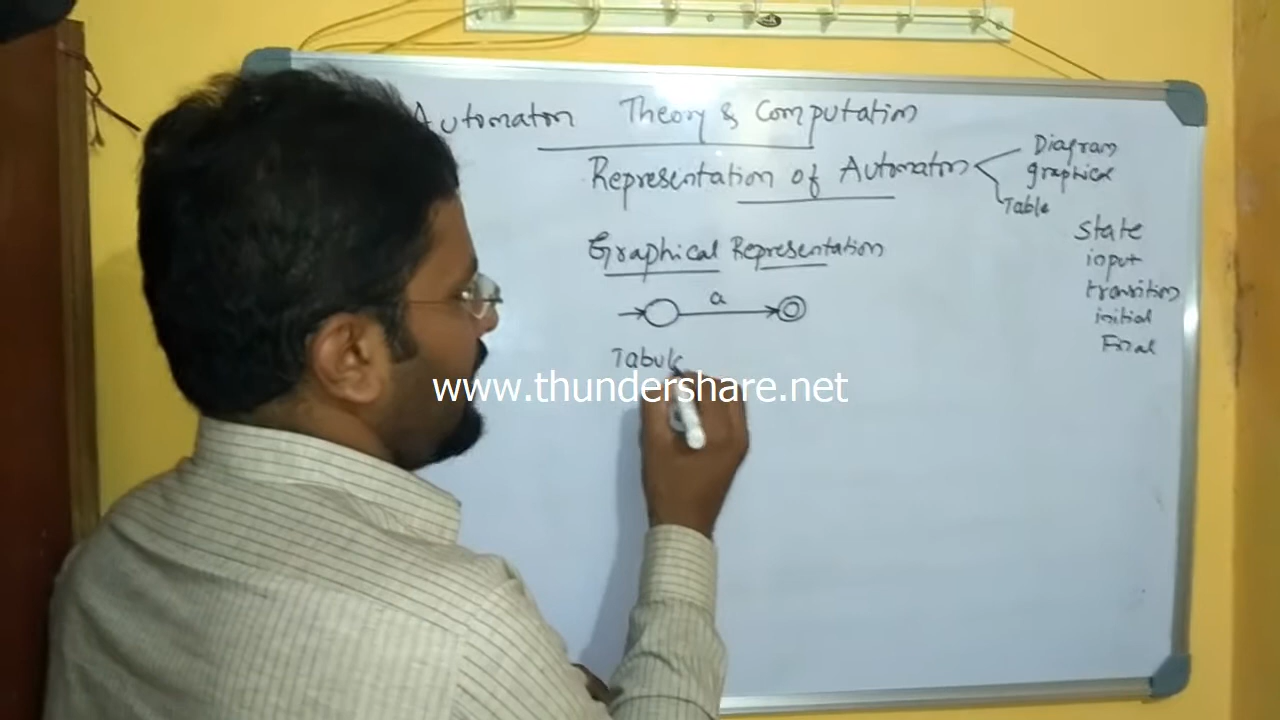 Automaton Theory & Computation
Representation of Automaton
Diagram
graphical
Table
State
input
transition
initial
Final
Graphical Representation
a
Tabula
www.thundershare.net